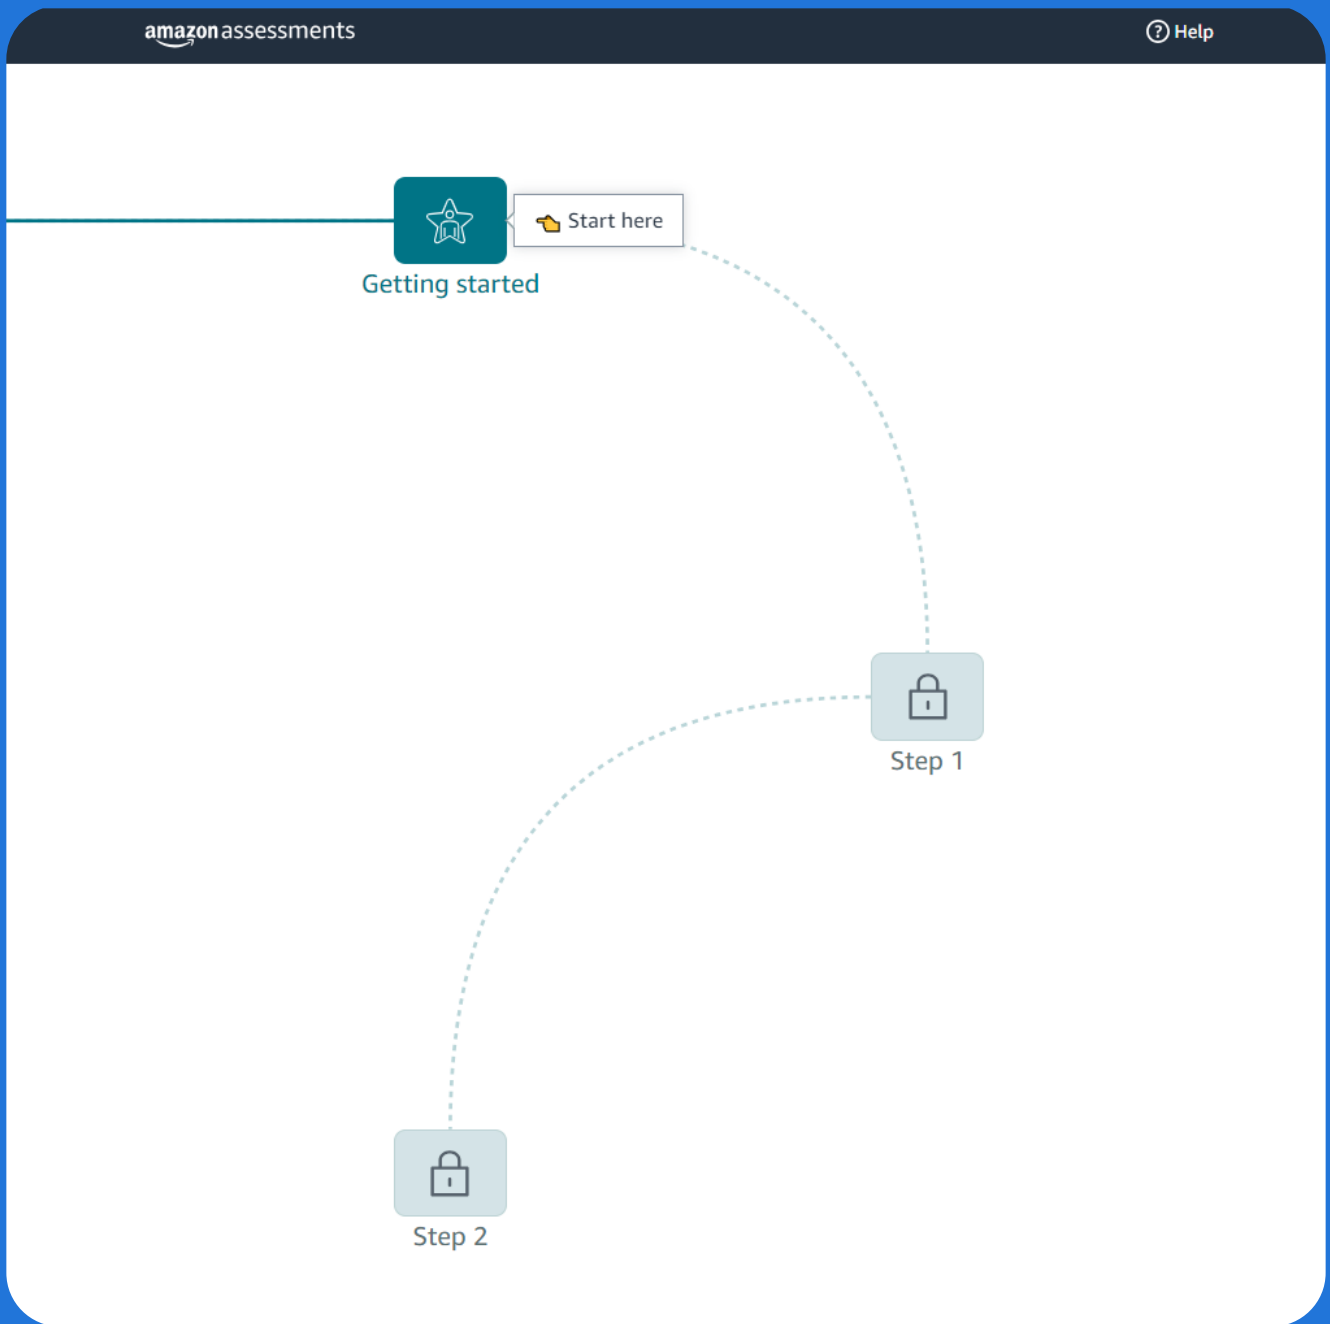 amazon assessments
? Help
Start here
Getting started
Step 1
Step 2